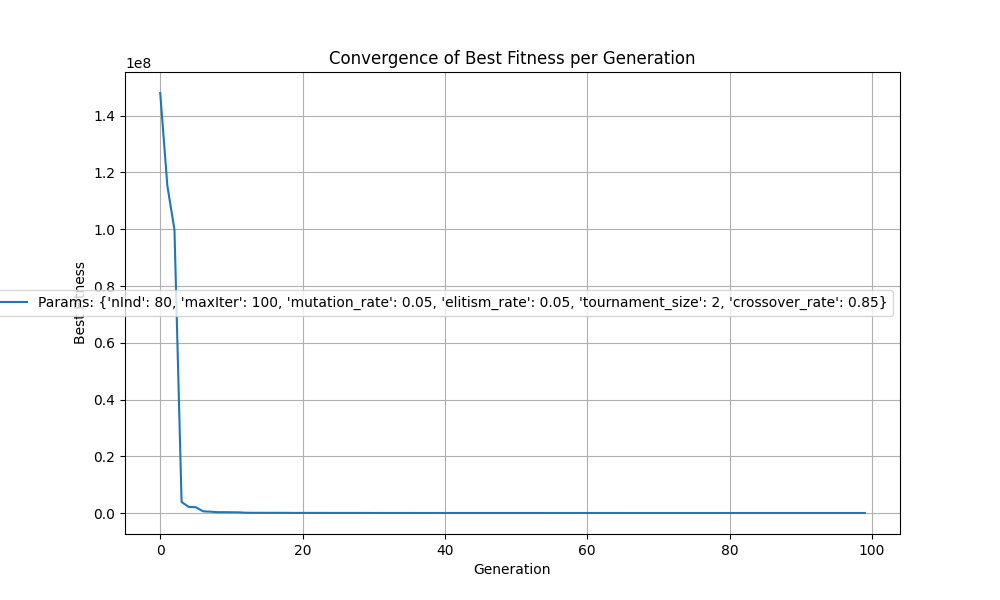 Convergence of Best Fitness per Generation
1e8
1.4
1.2
1.0
0.8
Params: {'nInd': 80, 'maxIter': 100, 'mutation_rate': 0.05, 'elitism_rate': 0.05, 'tournament_size': 2, 'crossover_rate': 0.85}
0.6
0.4
0.2
0.0
0 20 40 60 80 100
Generation
Best